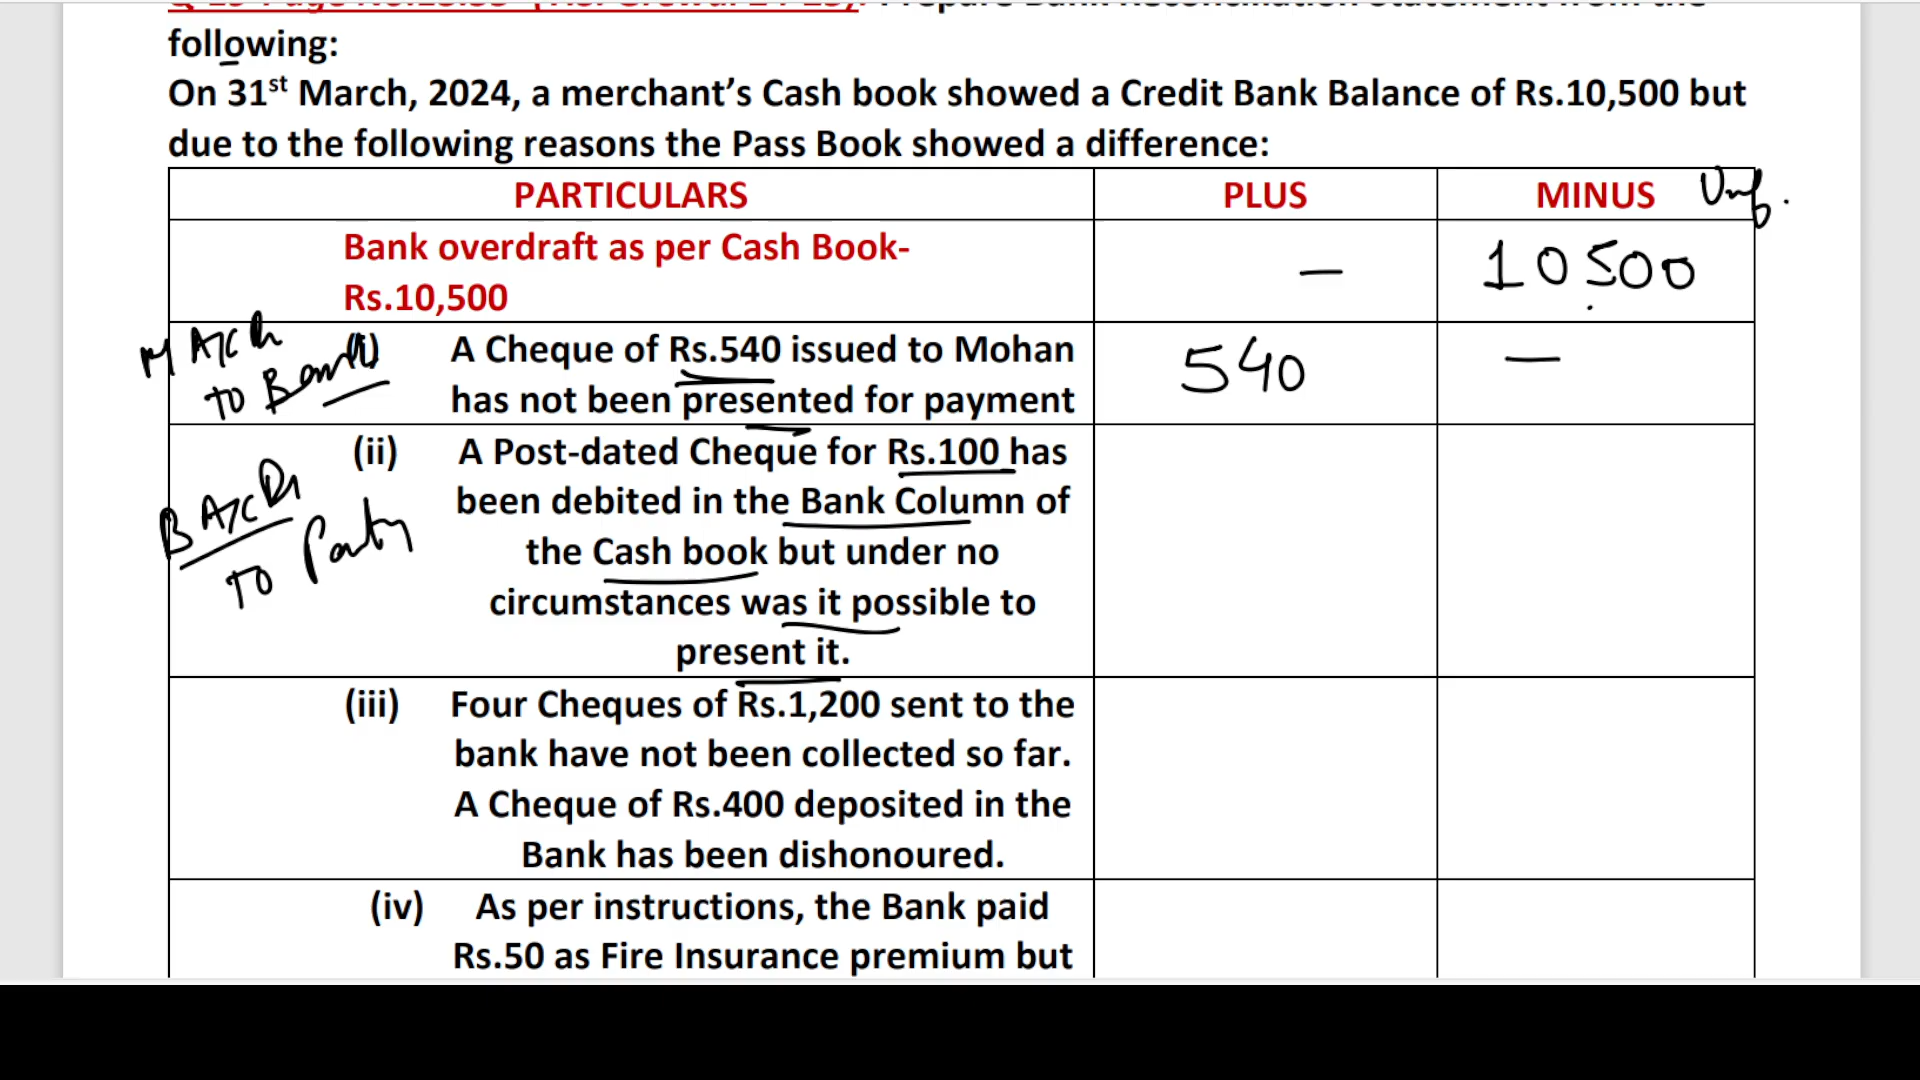 following:
On 31st March, 2024, a merchant’s Cash book showed a Credit Bank Balance of Rs.10,500 but
due to the following reasons the Pass Book showed a difference:
PARTICULARS PLUS MINUS
Bank overdraft as per Cash Book- — 10500
Rs.10,500
(i) A Cheque of Rs.540 issued to Mohan 540 —
has not been presented for payment
M A/C Dr
To Bank
(ii) A Post-dated Cheque for Rs.100 has
been debited in the Bank Column of
the Cash book but under no
circumstances was it possible to
present it.
B A/C Dr
To Party
(iii) Four Cheques of Rs.1,200 sent to the
bank have not been collected so far.
A Cheque of Rs.400 deposited in the
Bank has been dishonoured.
(iv) As per instructions, the Bank paid
Rs.50 as Fire Insurance premium but